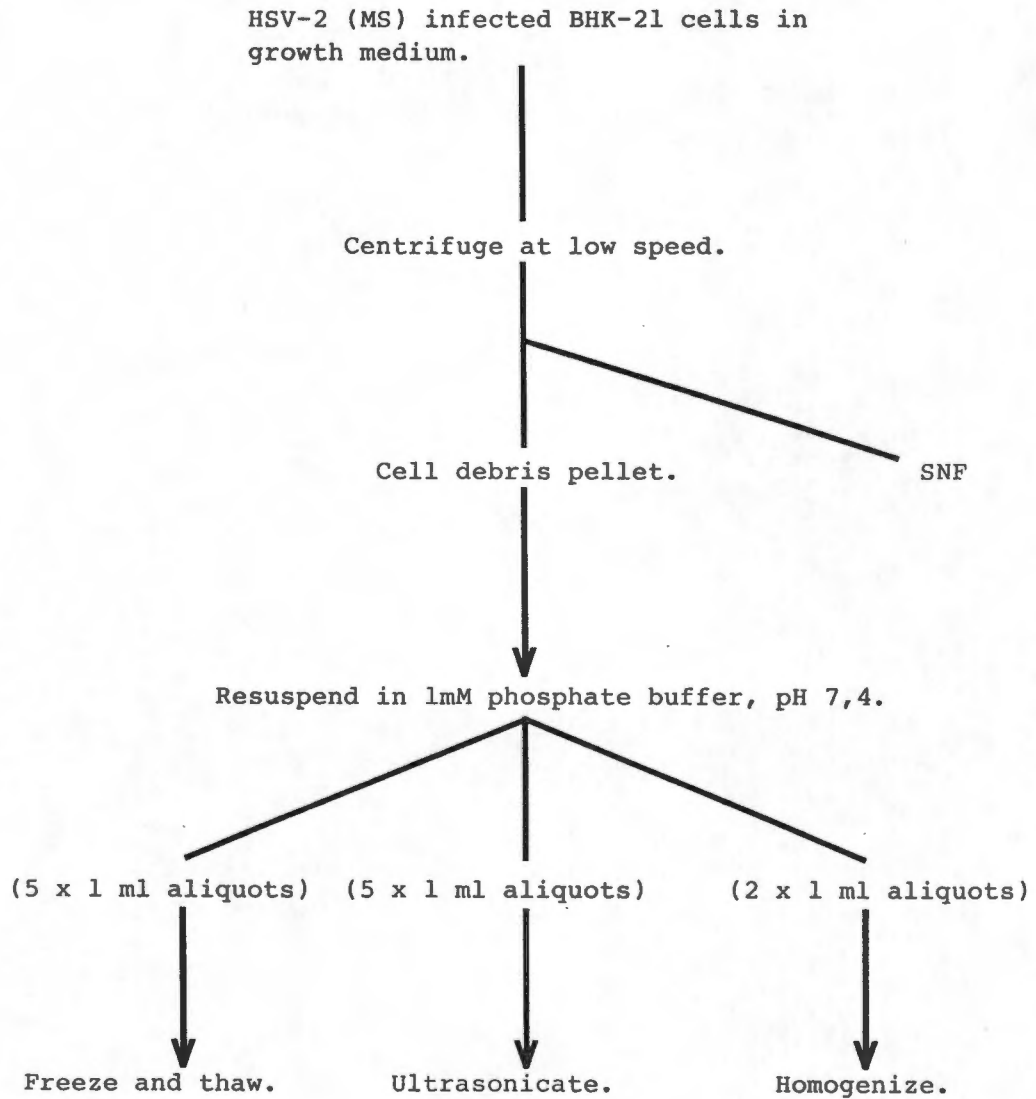 HSV-2 (MS) infected BHK-21 cells in
growth medium.
Centrifuge at low speed.
Cell debris pellet.
SNF
Resuspend in 1mM phosphate buffer, pH 7,4.
(5 x 1 ml aliquots)
(5 x 1 ml aliquots)
(2 x 1 ml aliquots)
Freeze and thaw.
Ultrasonicate.
Homogenize.